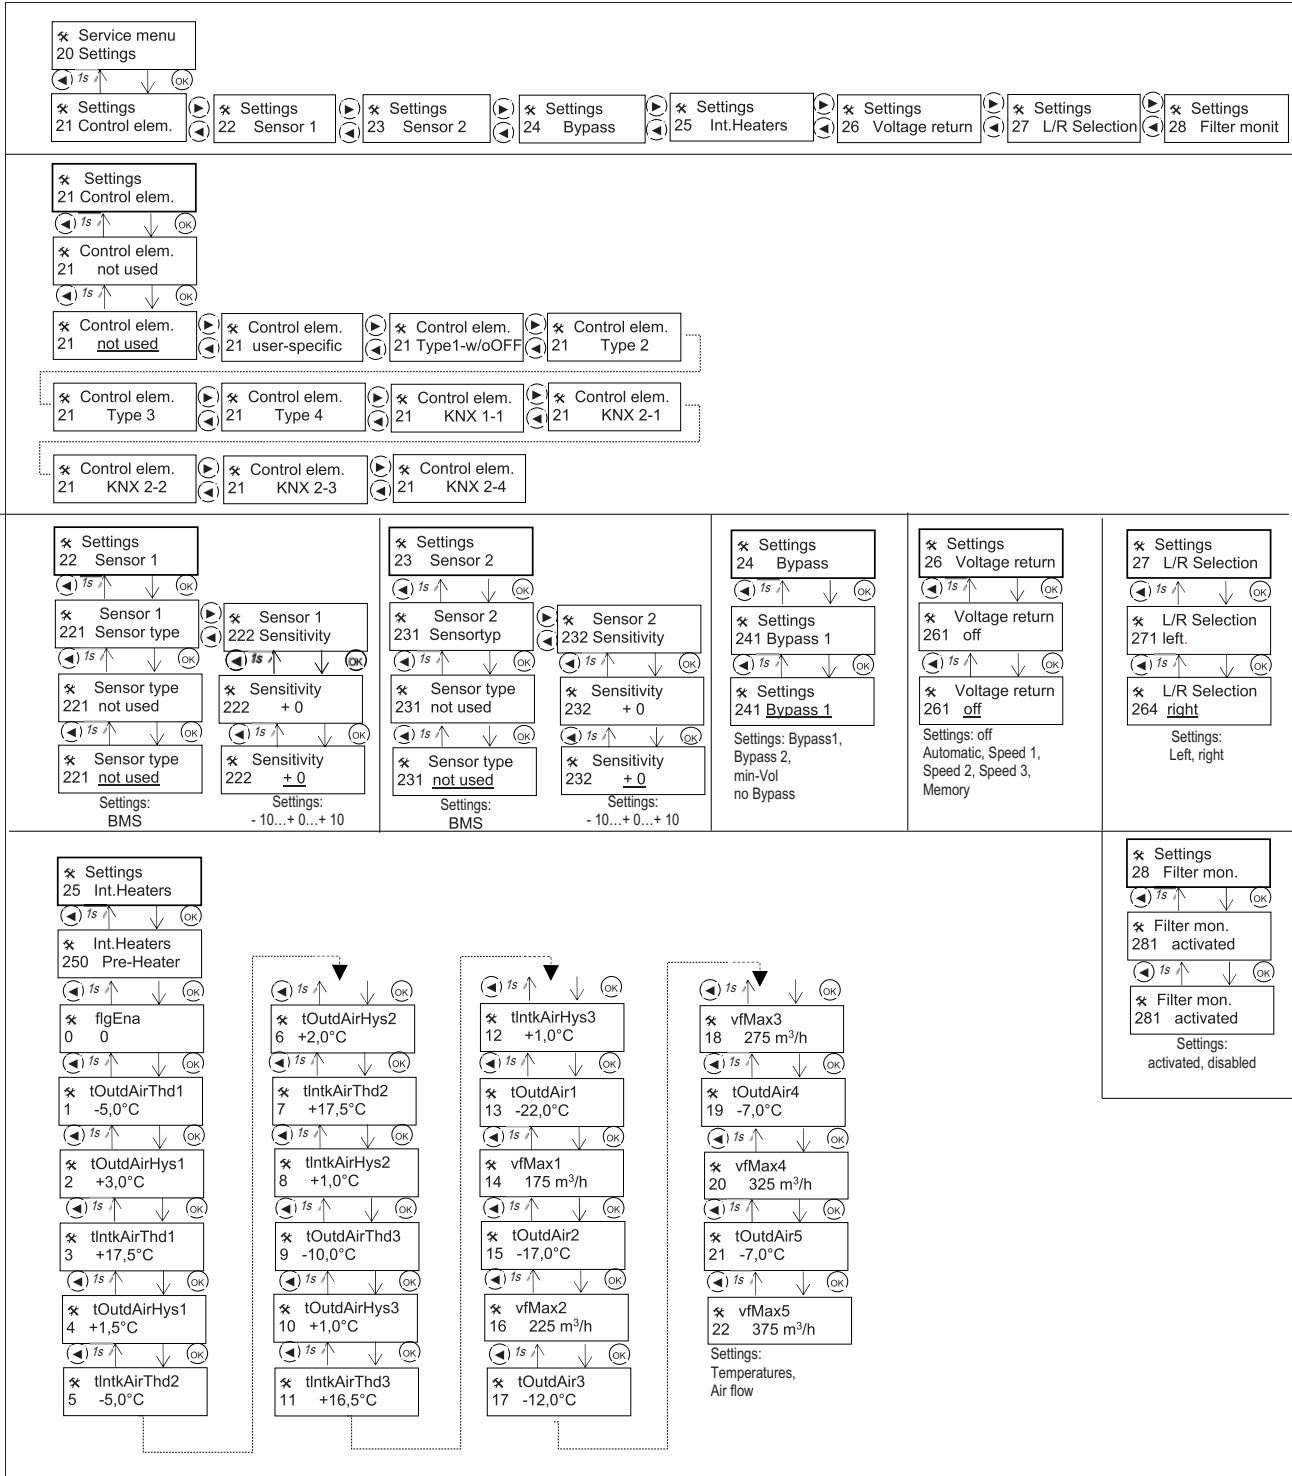 Service menu
20 Settings
1s OK
Settings
21 Control elem.
Settings
22 Sensor 1
Settings
23 Sensor 2
Settings
24 Bypass
Settings
25 Int.Heaters
Settings
26 Voltage return
Settings
27 L/R Selection
Settings
28 Filter monit
Settings
21 Control elem.
1s OK
Control elem.
21 not used
1s OK
Control elem.
21 not used
Control elem.
21 user-specific
Control elem.
21 Type1-w/oOFF
Control elem.
21 Type 2
Control elem.
21 Type 3
Control elem.
21 Type 4
Control elem.
21 KNX 1-1
Control elem.
21 KNX 2-1
Control elem.
21 KNX 2-2
Control elem.
21 KNX 2-3
Control elem.
21 KNX 2-4
Settings
22 Sensor 1
1s OK
Sensor 1
221 Sensor type
1s OK
Sensor type
221 not used
1s OK
Sensor type
221 not used
Settings:
BMS
Sensor 1
222 Sensitivity
1s OK
Sensitivity
222 + 0
1s OK
Sensitivity
222 + 0
Settings:
- 10...+ 0...+ 10
Settings
23 Sensor 2
1s OK
Sensor 2
231 Sensortyp
1s OK
Sensor type
231 not used
1s OK
Sensor type
231 not used
Settings:
BMS
Sensor 2
232 Sensitivity
1s OK
Sensitivity
232 + 0
1s OK
Sensitivity
232 + 0
Settings:
- 10...+ 0...+ 10
Settings
24 Bypass
1s OK
Settings
241 Bypass 1
1s OK
Settings
241 Bypass 1
Settings: Bypass1,
Bypass 2,
min-Vol
no Bypass
Settings
26 Voltage return
1s OK
Voltage return
261 off
1s OK
Voltage return
261 off
Settings: off
Automatic, Speed 1,
Speed 2, Speed 3,
Memory
Settings
27 L/R Selection
1s OK
L/R Selection
271 left.
1s OK
L/R Selection
264 right
Settings:
Left, right
Settings
25 Int.Heaters
1s OK
Int.Heaters
250 Pre-Heater
1s OK
flgEna
0 0
1s OK
tOutdAirThd1
1 -5,0°C
1s OK
tOutdAirHys1
2 +3,0°C
1s OK
tIntkAirThd1
3 +17,5°C
1s OK
tOutdAirHys1
4 +1,5°C
1s OK
tIntkAirThd2
5 -5,0°C
1s OK
tOutdAirHys2
6 +2,0°C
1s OK
tIntkAirThd2
7 +17,5°C
1s OK
tIntkAirHys2
8 +1,0°C
1s OK
tOutdAirThd3
9 -10,0°C
1s OK
tOutdAirHys3
10 +1,0°C
1s OK
tIntkAirThd3
11 +16,5°C
1s OK
tIntkAirHys3
12 +1,0°C
1s OK
tOutdAir1
13 -22,0°C
1s OK
vfMax1
14 175 m³/h
1s OK
tOutdAir2
15 -17,0°C
1s OK
vfMax2
16 225 m³/h
1s OK
tOutdAir3
17 -12,0°C
1s OK
vfMax3
18 275 m³/h
1s OK
tOutdAir4
19 -7,0°C
1s OK
vfMax4
20 325 m³/h
1s OK
tOutdAir5
21 -7,0°C
1s OK
vfMax5
22 375 m³/h
Settings:
Temperatures,
Air flow
Settings
28 Filter mon.
1s OK
Filter mon.
281 activated
1s OK
Filter mon.
281 activated
Settings:
activated, disabled